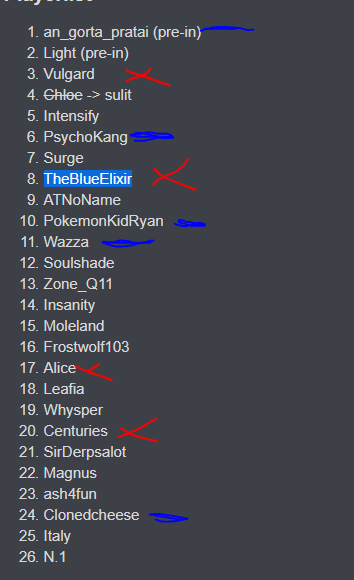 1. an_gorta_pratai (pre-in)
2. Light (pre-in)
3. Vulgard
4. Chloe -> sulit
5. Intensify
6. PsychoKang
7. Surge
8. TheBlueElixir
9. ATNoName
10. PokemonKidRyan
11. Wazza
12. Soulshade
13. Zone_Q11
14. Insanity
15. Moleland
16. Frostwolf103
17. Alice
18. Leafia
19. Whysper
20. Centuries
21. SirDerpsalot
22. Magnus
23. ash4fun
24. Clonedcheese
25. Italy
26. N.1